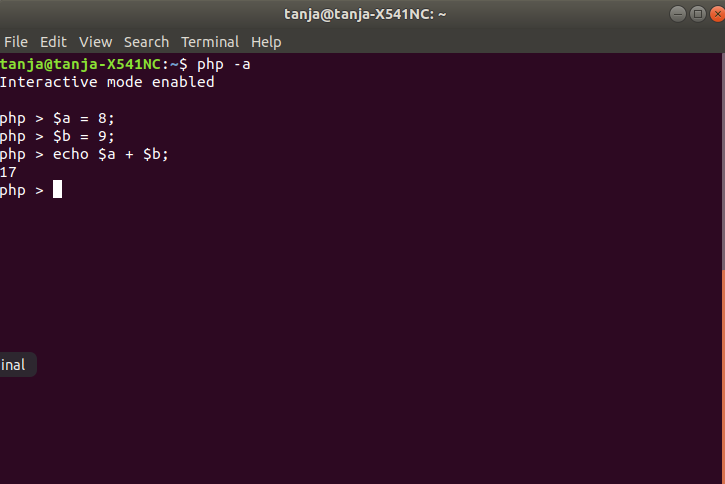 tanja@tanja-X541NC: ~
File Edit View Search Terminal Help
tanja@tanja-X541NC:~$ php -a
Interactive mode enabled
php > $a = 8;
php > $b = 9;
php > echo $a + $b;
17
php >
inal